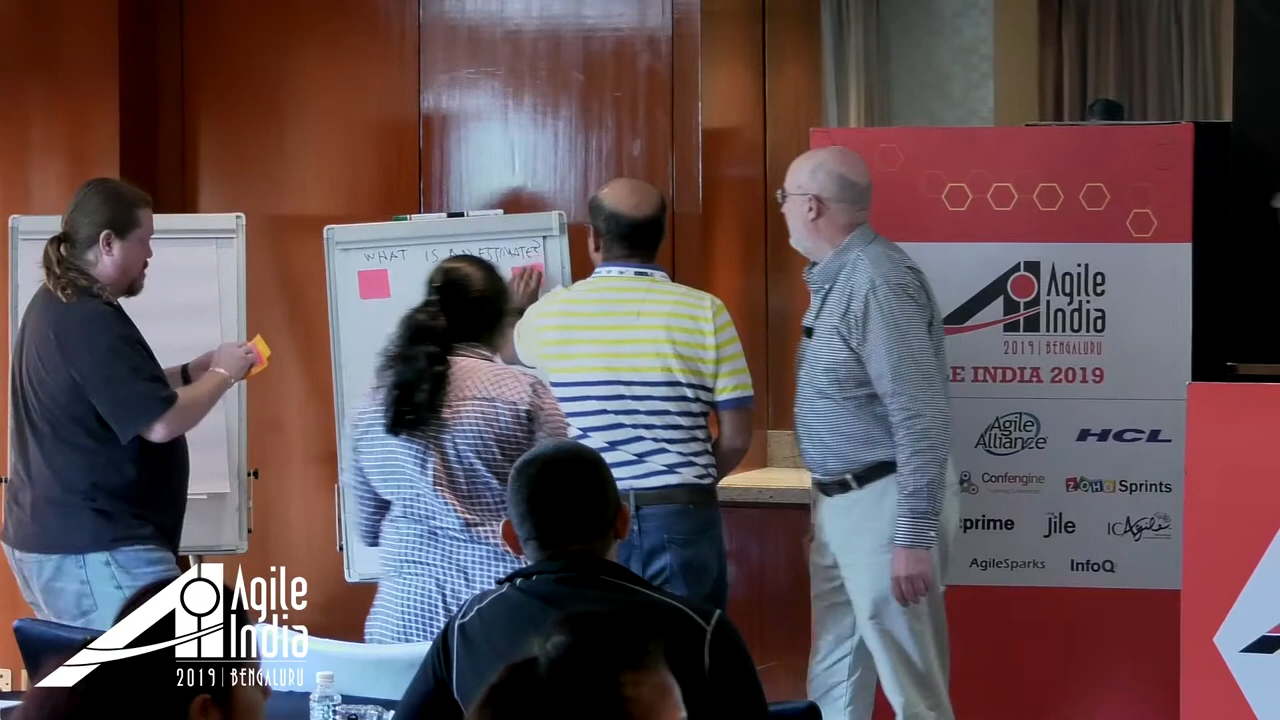 WHAT IS AN ESTIMATE?
Agile
India
2019 | BENGALURU
E INDIA 2019
Agile
Alliance
HCL
Confengine
ZOHO Sprints
prime
jile
ICAgile
AgileSparks
InfoQ
Agile
India
2019 | BENGALURU